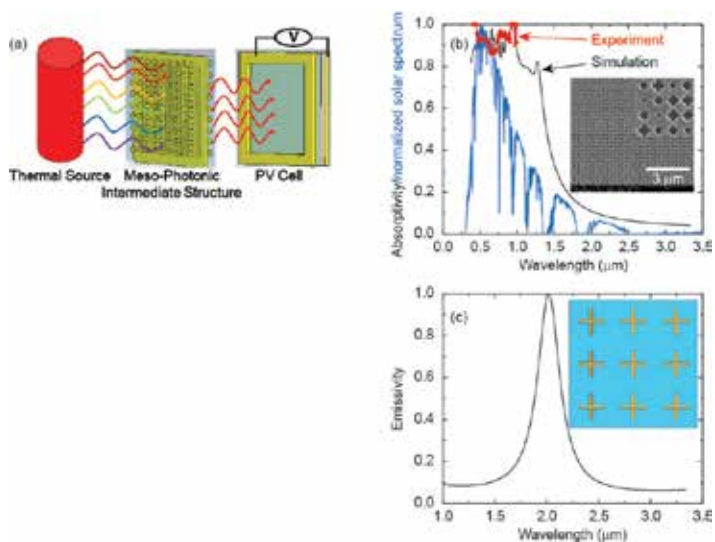 (a)
V
Thermal Source
Meso-Photonic
Intermediate Structure
PV Cell
(b)
Experiment
Simulation
3 μm
Absorptivity/normalized solar spectrum
1.0
0.8
0.6
0.4
0.2
0.0
0.0 0.5 1.0 1.5 2.0 2.5 3.0 3.5
Wavelength (μm)
(c)
Emissivity
1.0
0.8
0.6
0.4
0.2
0.0
1.0 1.5 2.0 2.5 3.0 3.5
Wavelength (μm)